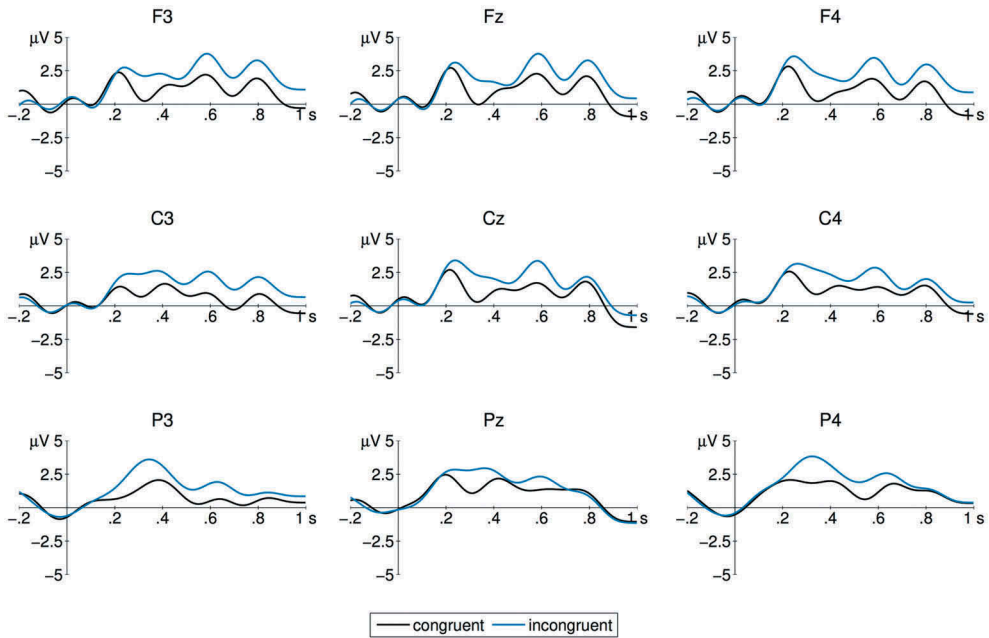 F3 Fz F4
µV 5 µV 5 µV 5
2.5 2.5 2.5
−.2 .2 .4 .6 .8 1 s −.2 .2 .4 .6 .8 1 s −.2 .2 .4 .6 .8 1 s
−2.5 −2.5 −2.5
−5 −5 −5
C3 Cz C4
µV 5 µV 5 µV 5
2.5 2.5 2.5
−.2 .2 .4 .6 .8 1 s −.2 .2 .4 .6 .8 1 s −.2 .2 .4 .6 .8 1 s
−2.5 −2.5 −2.5
−5 −5 −5
P3 Pz P4
µV 5 µV 5 µV 5
2.5 2.5 2.5
−.2 .2 .4 .6 .8 1 s −.2 .2 .4 .6 .8 1 s −.2 .2 .4 .6 .8 1 s
−2.5 −2.5 −2.5
−5 −5 −5
congruent incongruent